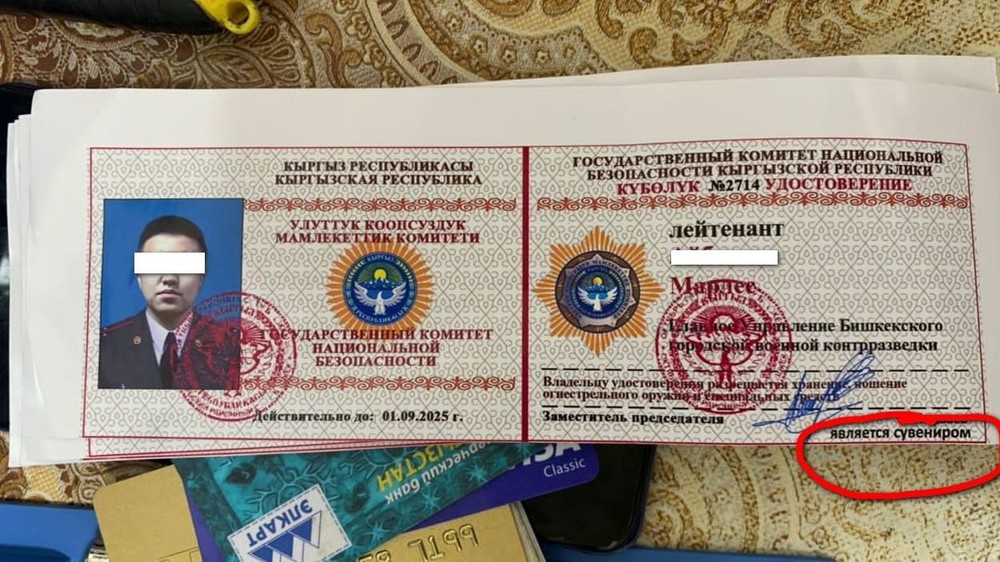 КЫРГЫЗ РЕСПУБЛИКАСЫ
КЫРГЫЗСКАЯ РЕСПУБЛИКА
УЛУТТУК КООПСУЗДУК
МАМЛЕКЕТТИК КОМИТЕТИ
ГОСУДАРСТВЕННЫЙ КОМИТЕТ
НАЦИОНАЛЬНОЙ
БЕЗОПАСНОСТИ
Действительно до: 01.09.2025 г.
ГОСУДАРСТВЕННЫЙ КОМИТЕТ НАЦИОНАЛЬНОЙ
БЕЗОПАСНОСТИ КЫРГЫЗСКОЙ РЕСПУБЛИКИ
КҮБӨЛҮК №2714 УДОСТОВЕРЕНИЕ
лейтенант
Управление Бишкекского
городской военной контрразведки
Владельцу удостоверения разрешается хранение, ношение
огнестрельного оружия и специальных средств
Заместитель председателя
является сувениром
Classic
банк
ЭЛКАРТ